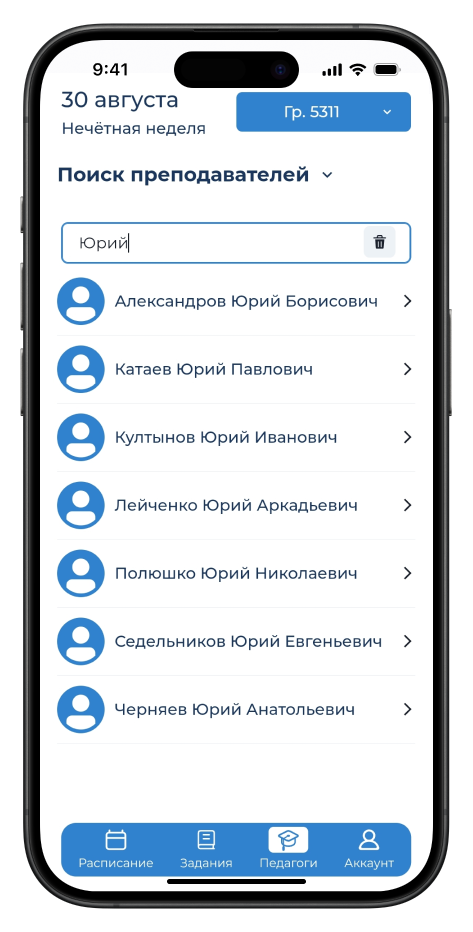 9:41
30 августа
Гр. 5311
Нечётная неделя
Поиск преподавателей
Юрий
Александров Юрий Борисович
Катаев Юрий Павлович
Култынов Юрий Иванович
Лейченко Юрий Аркадьевич
Полюшко Юрий Николаевич
Седельников Юрий Евгеньевич
Черняев Юрий Анатольевич
Расписание Задания Педагоги Аккаунт